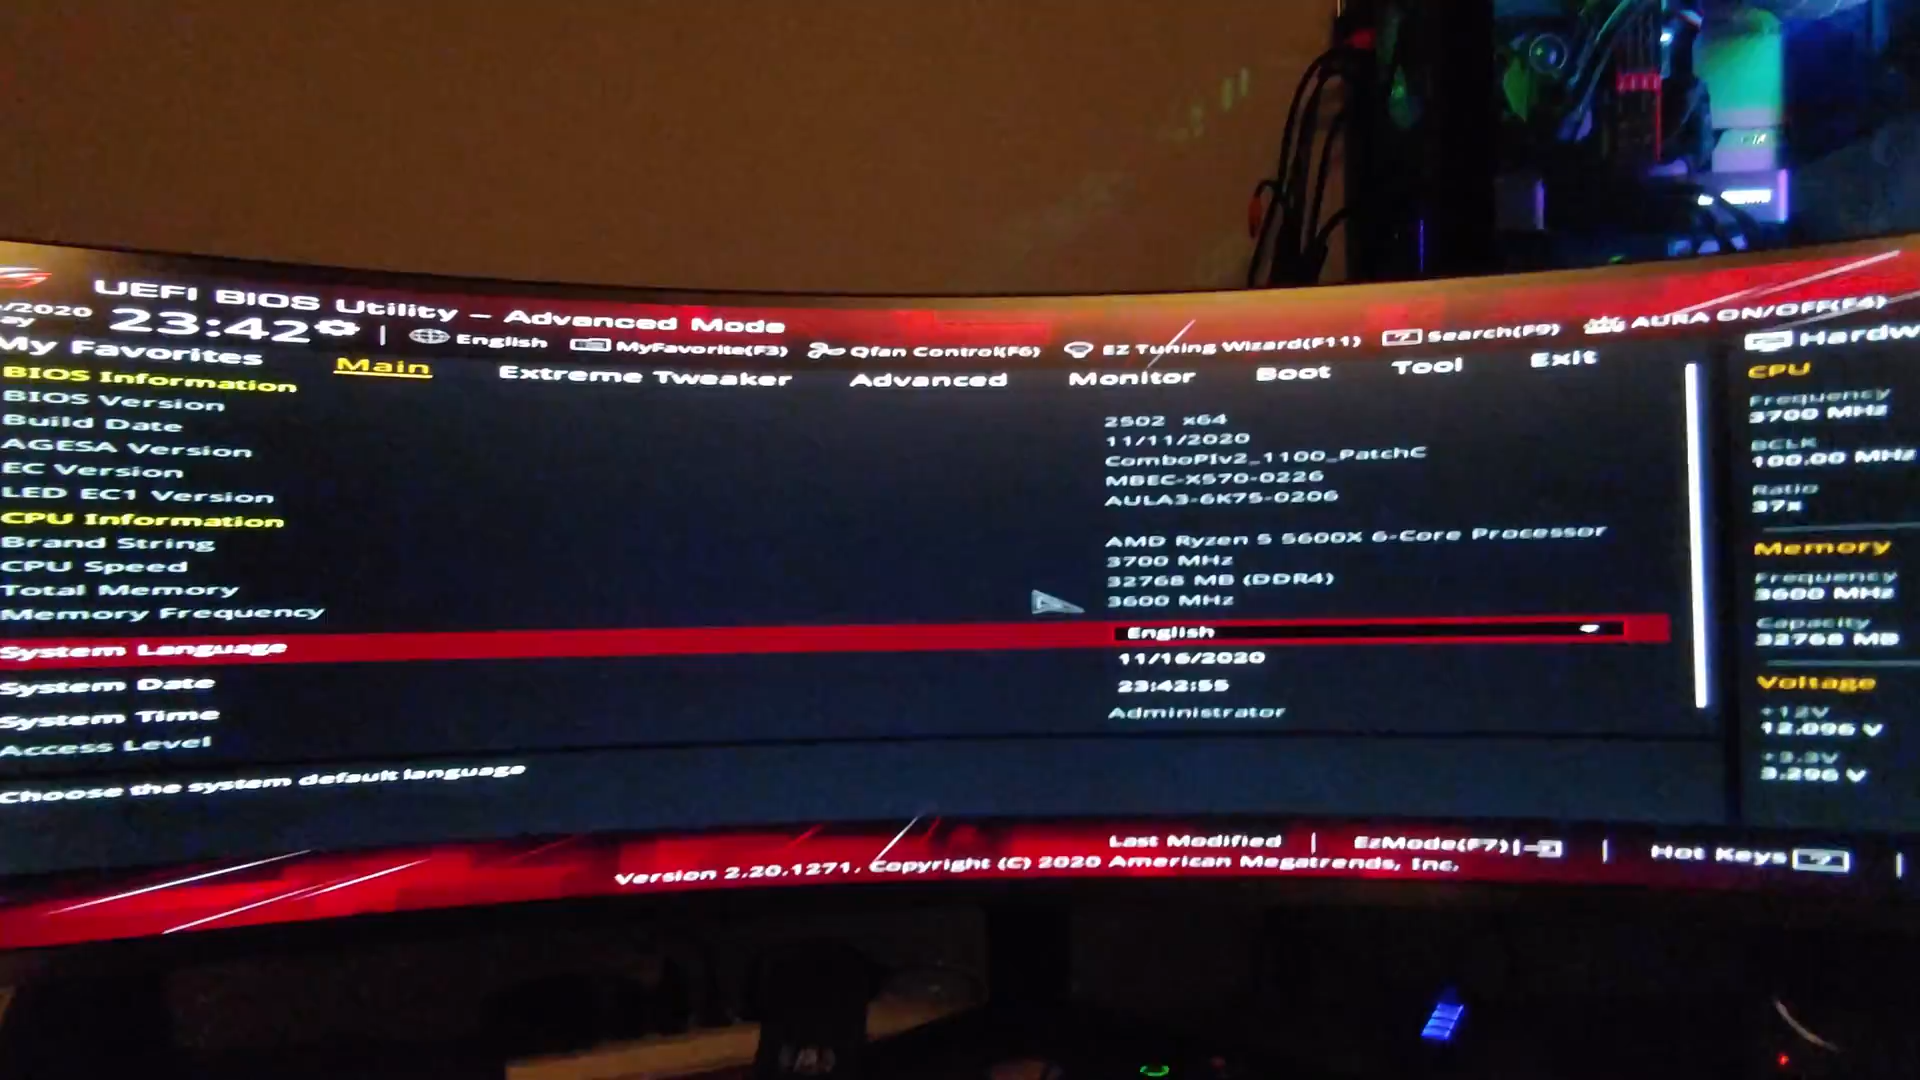 UEFI BIOS Utility – Advanced Mode
/2020
23:42
English
MyFavorite(F3)
Qfan Control(F6)
EZ Tuning Wizard(F11)
Search(F9)
AURA ON/OFF(F4)
My Favorites
Main
Extreme Tweaker
Advanced
Monitor
Boot
Tool
Exit
BIOS Information
BIOS Version 2502 x64
Build Date 11/11/2020
AGESA Version ComboPIv2_1100_PatchC
EC Version MBEC-X570-0226
LED EC1 Version AULA3-6K75-0206
CPU Information
Brand String AMD Ryzen 5 5600X 6-Core Processor
CPU Speed 3700 MHz
Total Memory 32768 MB (DDR4)
Memory Frequency 3600 MHz
System Language English
System Date 11/16/2020
System Time 23:42:55
Access Level Administrator
Choose the system default language
Hardw
CPU
Frequency
3700 MHz
BCLK
100.00 MHz
Ratio
37x
Memory
Frequency
3600 MHz
Capacity
32768 MB
Voltage
+12V
12.096 V
+3.3V
3.296 V
Last Modified
EzMode(F7)
Hot Keys ?
Version 2.20.1271. Copyright (C) 2020 American Megatrends, Inc.